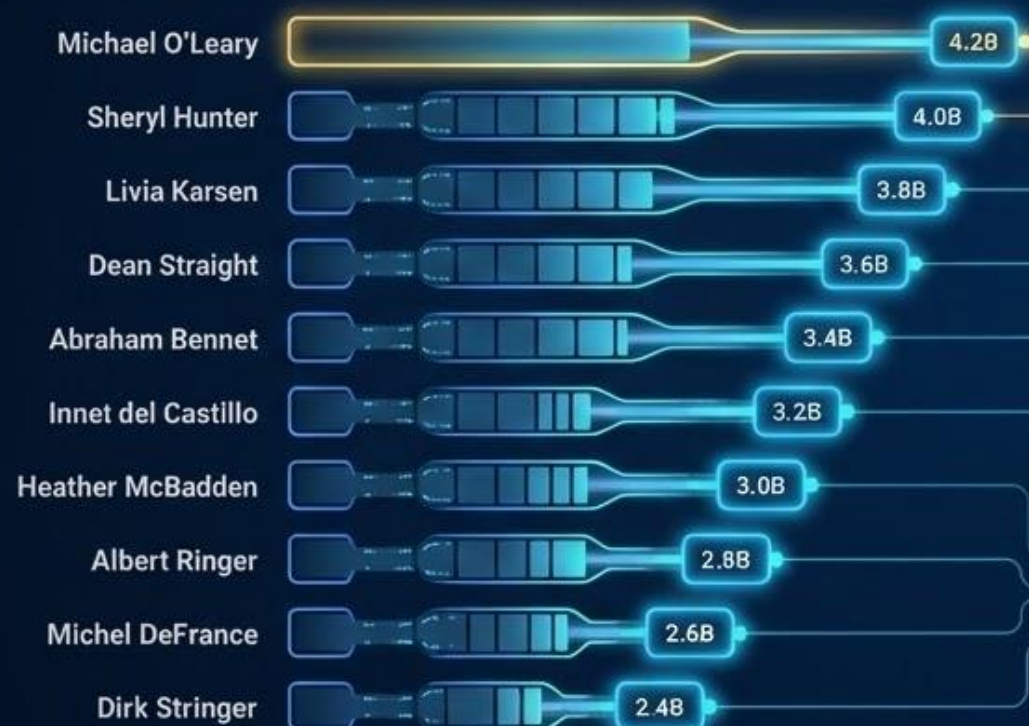 Michael O'Leary 4.2B
Sheryl Hunter 4.0B
Livia Karsen 3.8B
Dean Straight 3.6B
Abraham Bennet 3.4B
Innet del Castillo 3.2B
Heather McBadden 3.0B
Albert Ringer 2.8B
Michel DeFrance 2.6B
Dirk Stringer 2.4B